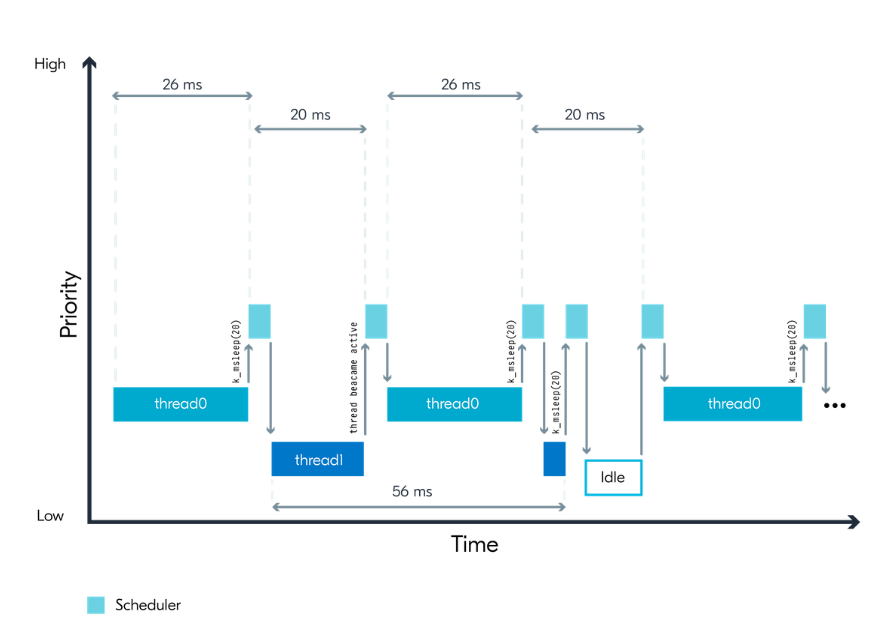 High
26 ms
26 ms
20 ms
20 ms
Priority
k_msleep(20)
thread beacame active
k_msleep(20)
k_msleep(20)
k_msleep(20)
thread0
thread0
thread0
•••
thread1
Idle
56 ms
Low
Time
Scheduler